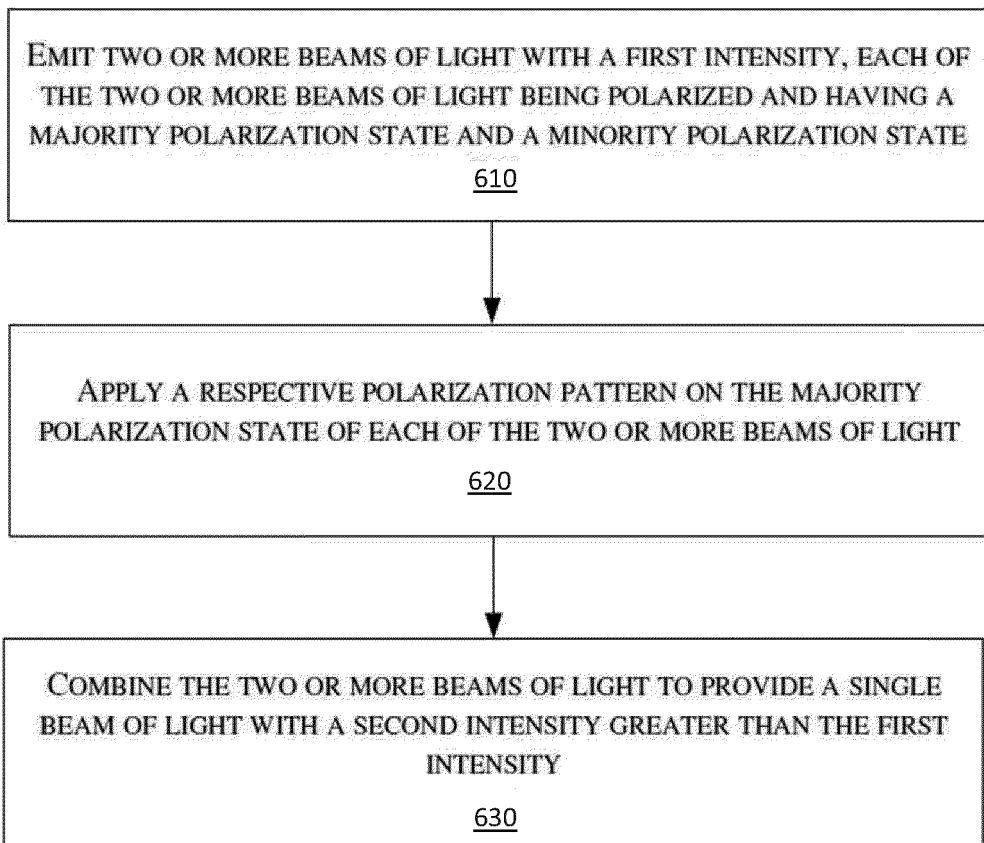 EMIT TWO OR MORE BEAMS OF LIGHT WITH A FIRST INTENSITY, EACH OF
THE TWO OR MORE BEAMS OF LIGHT BEING POLARIZED AND HAVING A
MAJORITY POLARIZATION STATE AND A MINORITY POLARIZATION STATE
610
APPLY A RESPECTIVE POLARIZATION PATTERN ON THE MAJORITY
POLARIZATION STATE OF EACH OF THE TWO OR MORE BEAMS OF LIGHT
620
COMBINE THE TWO OR MORE BEAMS OF LIGHT TO PROVIDE A SINGLE
BEAM OF LIGHT WITH A SECOND INTENSITY GREATER THAN THE FIRST
INTENSITY
630